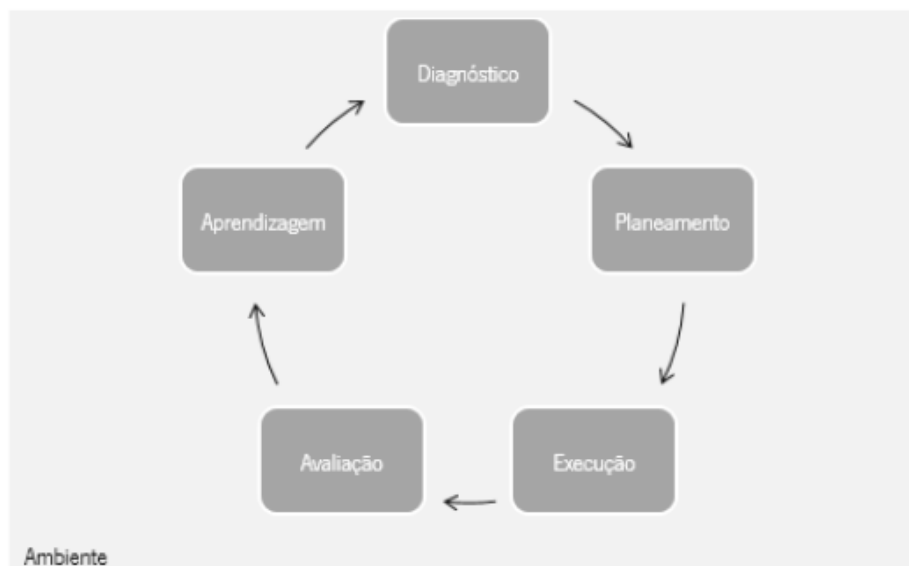 Diagnóstico
Aprendizagem
Planeamento
Avaliação
Execução
Ambiente